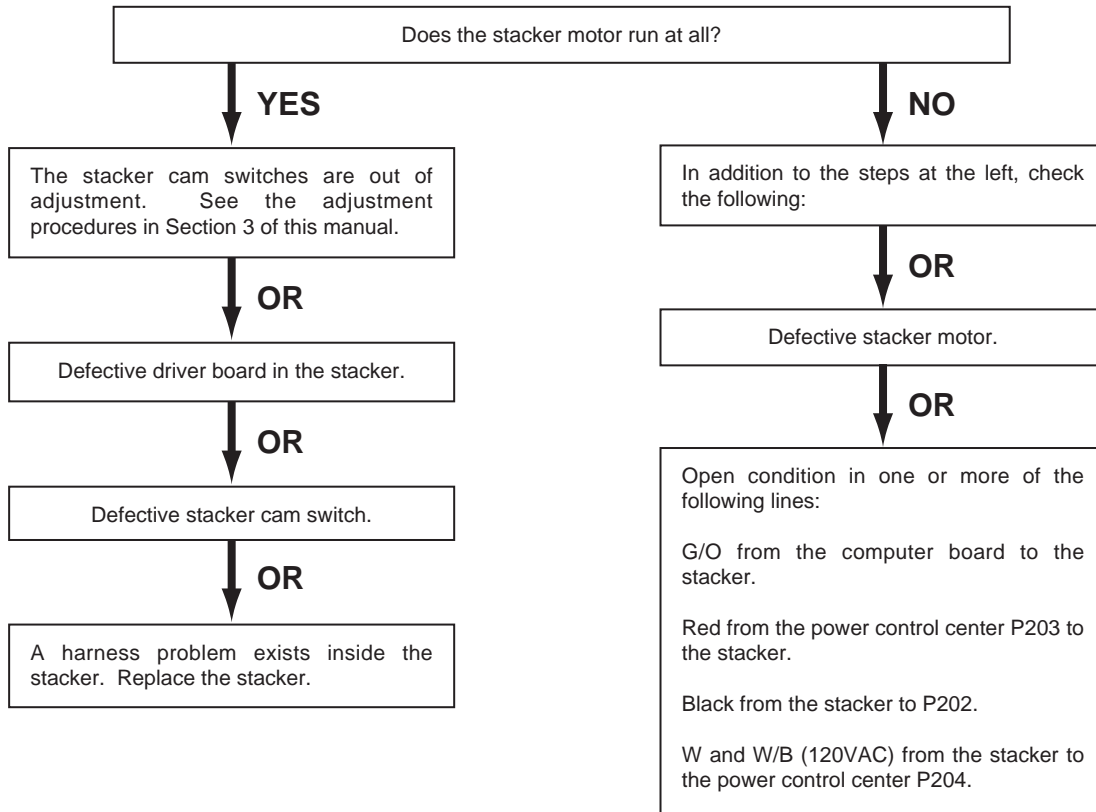 Does the stacker motor run at all?
YES
The stacker cam switches are out of
adjustment. See the adjustment
procedures in Section 3 of this manual.
OR
Defective driver board in the stacker.
OR
Defective stacker cam switch.
OR
A harness problem exists inside the
stacker. Replace the stacker.
NO
In addition to the steps at the left, check
the following:
OR
Defective stacker motor.
OR
Open condition in one or more of the
following lines:
G/O from the computer board to the
stacker.
Red from the power control center P203 to
the stacker.
Black from the stacker to P202.
W and W/B (120VAC) from the stacker to
the power control center P204.